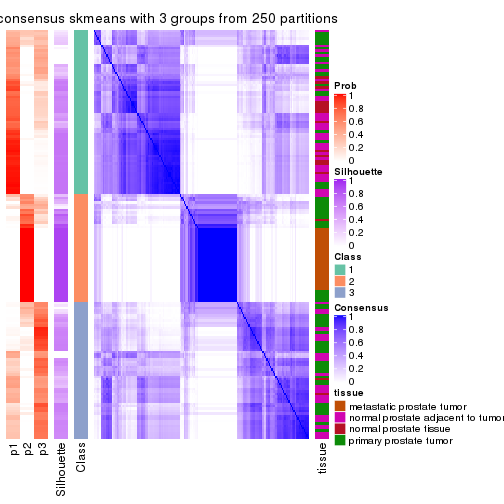 consensus skmeans with 3 groups from 250 partitions
Prob
1
0.8
0.6
0.4
0.2
0
Silhouette
1
0.8
0.6
0.4
0.2
0
Class
1
2
3
Consensus
1
0.8
0.6
0.4
0.2
0
tissue
metastatic prostate tumor
normal prostate adjacent to tumor
normal prostate tissue
primary prostate tumor
p1
p2
p3
Silhouette
Class
tissue